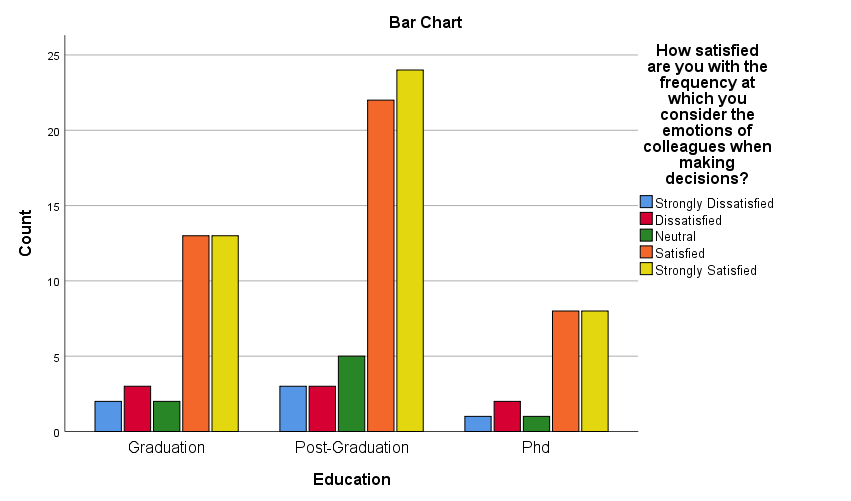 Bar Chart
25
20
15
10
5
0
Count
Graduation
Post-Graduation
Phd
Education
How satisfied
are you with the
frequency at
which you
consider the
emotions of
colleagues when
making
decisions?
Strongly Dissatisfied
Dissatisfied
Neutral
Satisfied
Strongly Satisfied